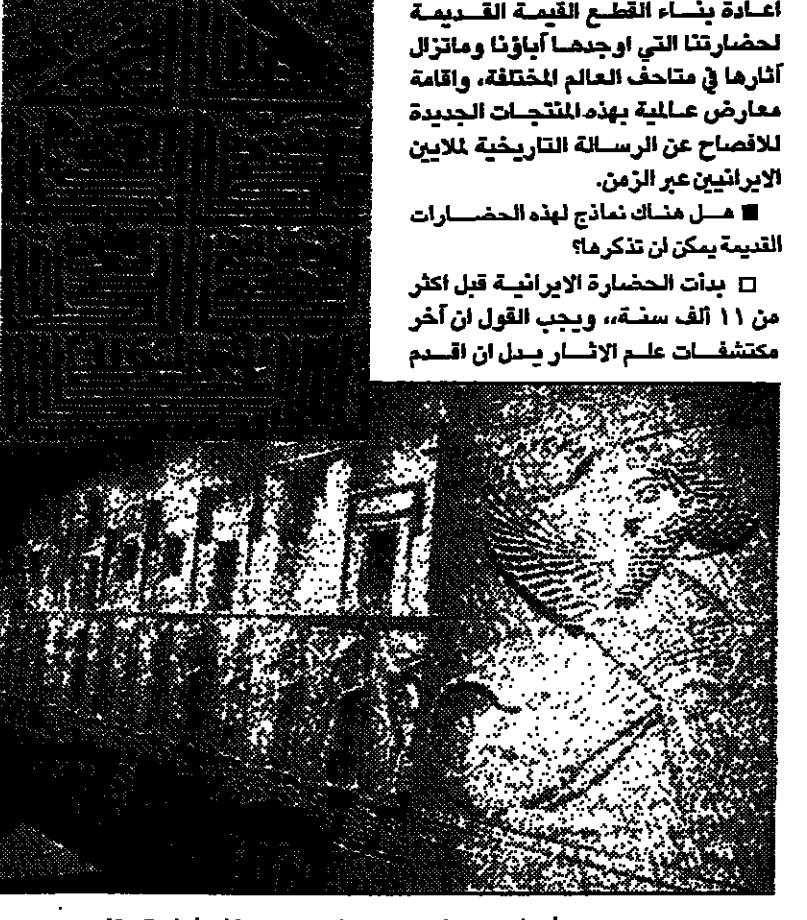 اعادة بناء القطع القيمة القديمة
لحضارتنا التي اوجدها آباؤنا وماتزال
آثارها في متاحف العالم المختلفة، واقامة
معارض عالمية بهذه المنتجات الجديدة
للافصاح عن الرسالة التاريخية لملايين
الايرانيين عبر الزمن.
■ هل هناك نماذج لهذه الحضارات
القديمة يمكن ان تذكرها؟
□ بدأت الحضارة الايرانية قبل اكثر
من ١١ ألف سنة،، ويجب القول ان آخر
مكتشفات علم الاثار يدل ان اقدم